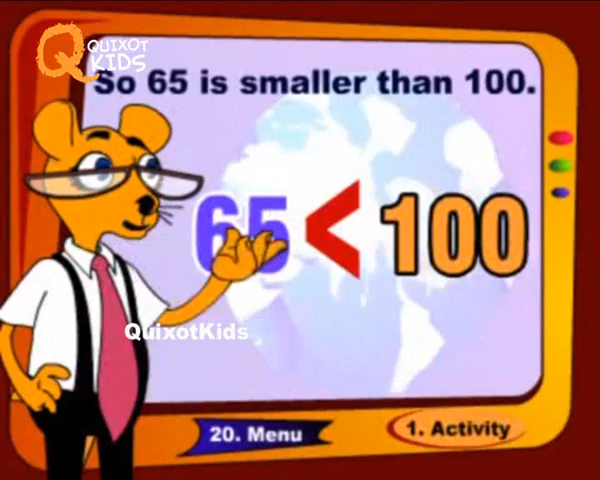 QUIXOT
KIDS
So 65 is smaller than 100.
65 < 100
QuixotKids
20. Menu
1. Activity